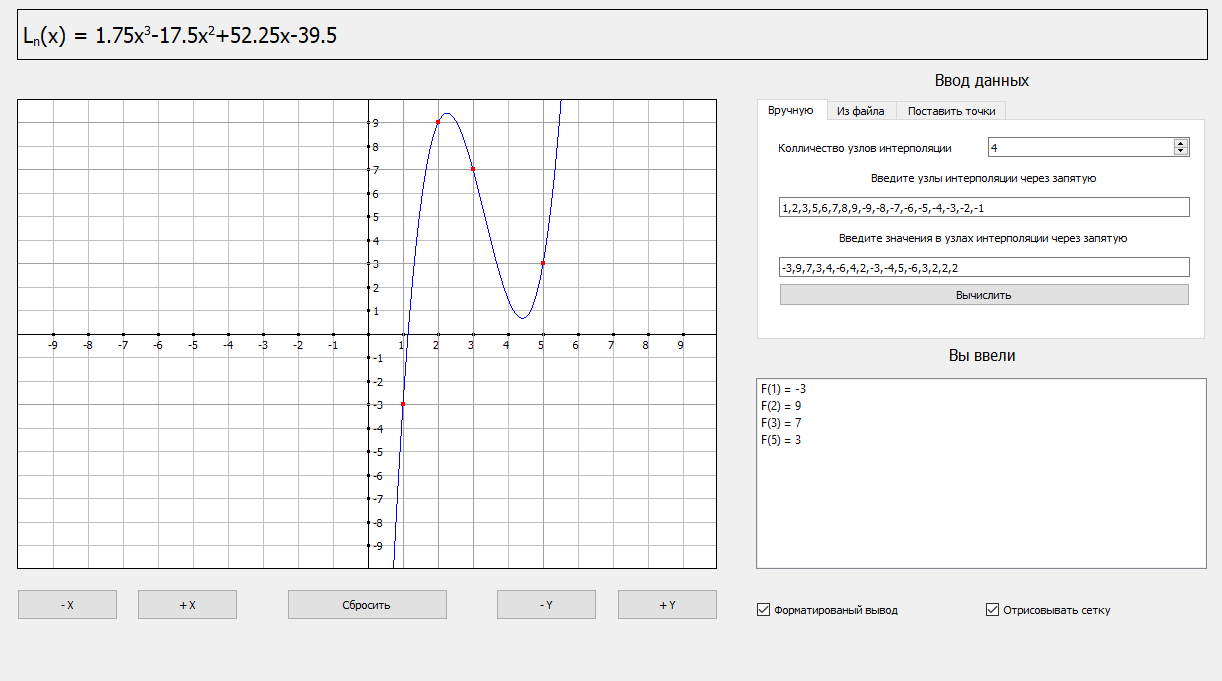 Lₙ(x) = 1.75x³-17.5x²+52.25x-39.5
Ввод данных
Вручную
Из файла
Поставить точки
Колличество узлов интерполяции
4
Введите узлы интерполяции через запятую
1,2,3,5,6,7,8,9,-9,-8,-7,-6,-5,-4,-3,-2,-1
Введите значения в узлах интерполяции через запятую
-3,9,7,3,4,-6,4,2,-3,-4,5,-6,3,2,2,2
Вычислить
Вы ввели
F(1) = -3
F(2) = 9
F(3) = 7
F(5) = 3
9
8
7
6
5
4
3
2
1
-9 -8 -7 -6 -5 -4 -3 -2 -1 1 2 3 4 5 6 7 8 9
-1
-2
-3
-4
-5
-6
-7
-8
-9
- X
+ X
Сбросить
- Y
+ Y
Форматированый вывод
Отрисовывать сетку